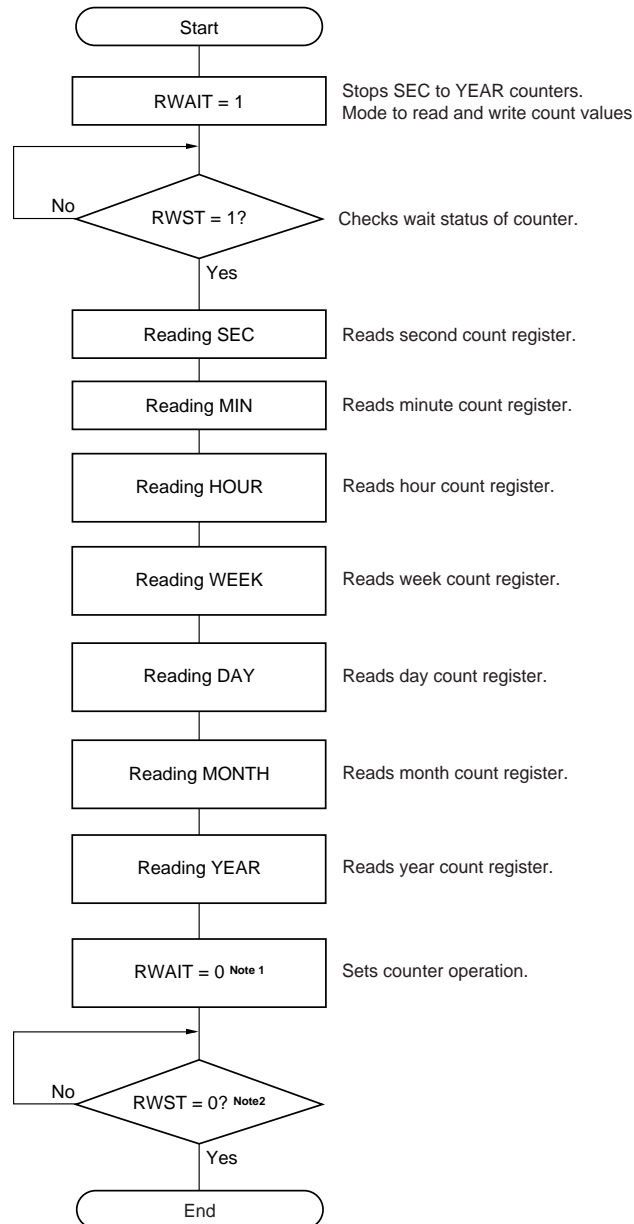 Start
RWAIT = 1
Stops SEC to YEAR counters.
Mode to read and write count values
No
RWST = 1?
Checks wait status of counter.
Yes
Reading SEC
Reads second count register.
Reading MIN
Reads minute count register.
Reading HOUR
Reads hour count register.
Reading WEEK
Reads week count register.
Reading DAY
Reads day count register.
Reading MONTH
Reads month count register.
Reading YEAR
Reads year count register.
RWAIT = 0 Note 1
Sets counter operation.
No
RWST = 0? Note2
Yes
End